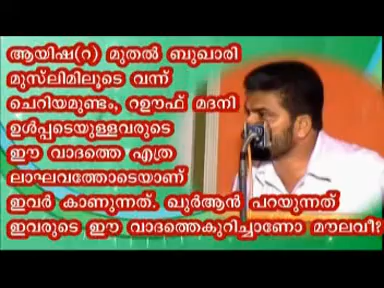 ആയിഷ(റ) മുതൽ ബുഖാരി
മുസ്‌ലിമിലൂടെ വന്ന്
ചെറിയമുണ്ടം, റഊഫ് മദനി
ഉൾപ്പടെയുള്ളവരുടെ
ഈ വാദത്തെ എത്ര
ലാഘവത്തോടെയാണ്
ഇവർ കാണുന്നത്. ഖുർആൻ പറയുന്നത്
ഇവരുടെ ഈ വാദത്തെകുറിച്ചാണോ മൗലവീ?